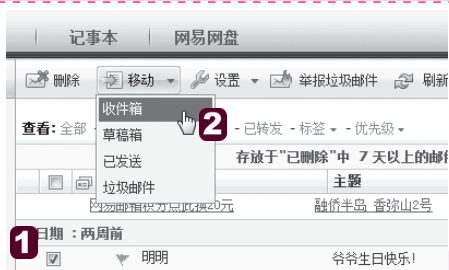 记事本 网易网盘
删除 移动 设置 举报垃圾邮件 刷新
收件箱
2
查看: 全部 - 已转发 - 标签 - 优先级
草稿箱
存放于"已删除"中 7 天以上的邮
已发送
主题
垃圾邮件
融侨半岛 香弥山2号
1
日期 : 两周前
明明 爷爷生日快乐!